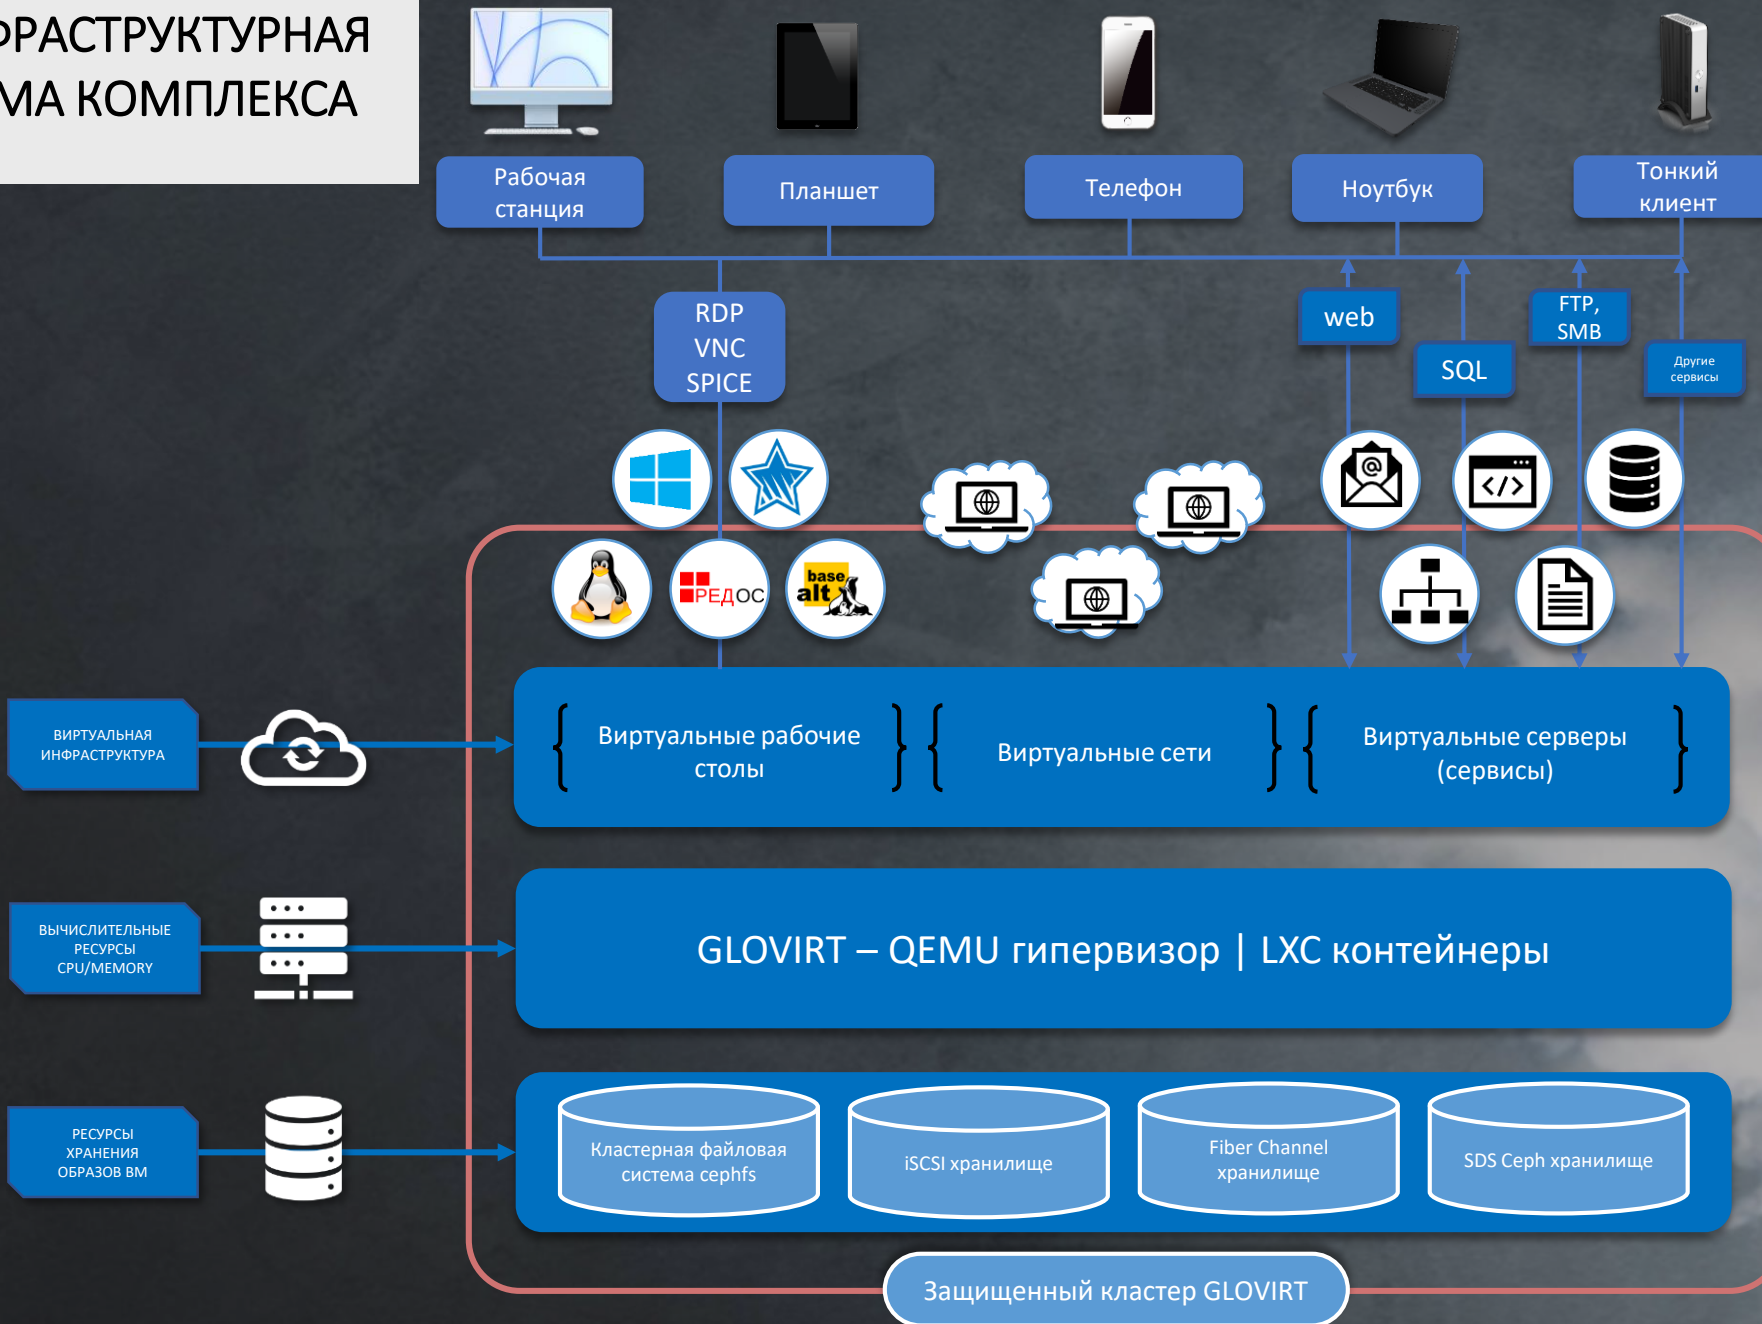 ФРАСТРУКТУРНАЯ
МА КОМПЛЕКСА
Рабочая
станция
Планшет
Телефон
Ноутбук
Тонкий
клиент
RDP
VNC
SPICE
web
SQL
FTP,
SMB
Другие
сервисы
РЕДОС
base
alt
ВИРТУАЛЬНАЯ
ИНФРАСТРУКТУРА
Виртуальные рабочие
столы
Виртуальные сети
Виртуальные серверы
(сервисы)
ВЫЧИСЛИТЕЛЬНЫЕ
РЕСУРСЫ
CPU/MEMORY
GLOVIRT – QEMU гипервизор | LXC контейнеры
РЕСУРСЫ
ХРАНЕНИЯ
ОБРАЗОВ ВМ
Кластерная файловая
система cephfs
iSCSI хранилище
Fiber Channel
хранилище
SDS Ceph хранилище
Защищенный кластер GLOVIRT